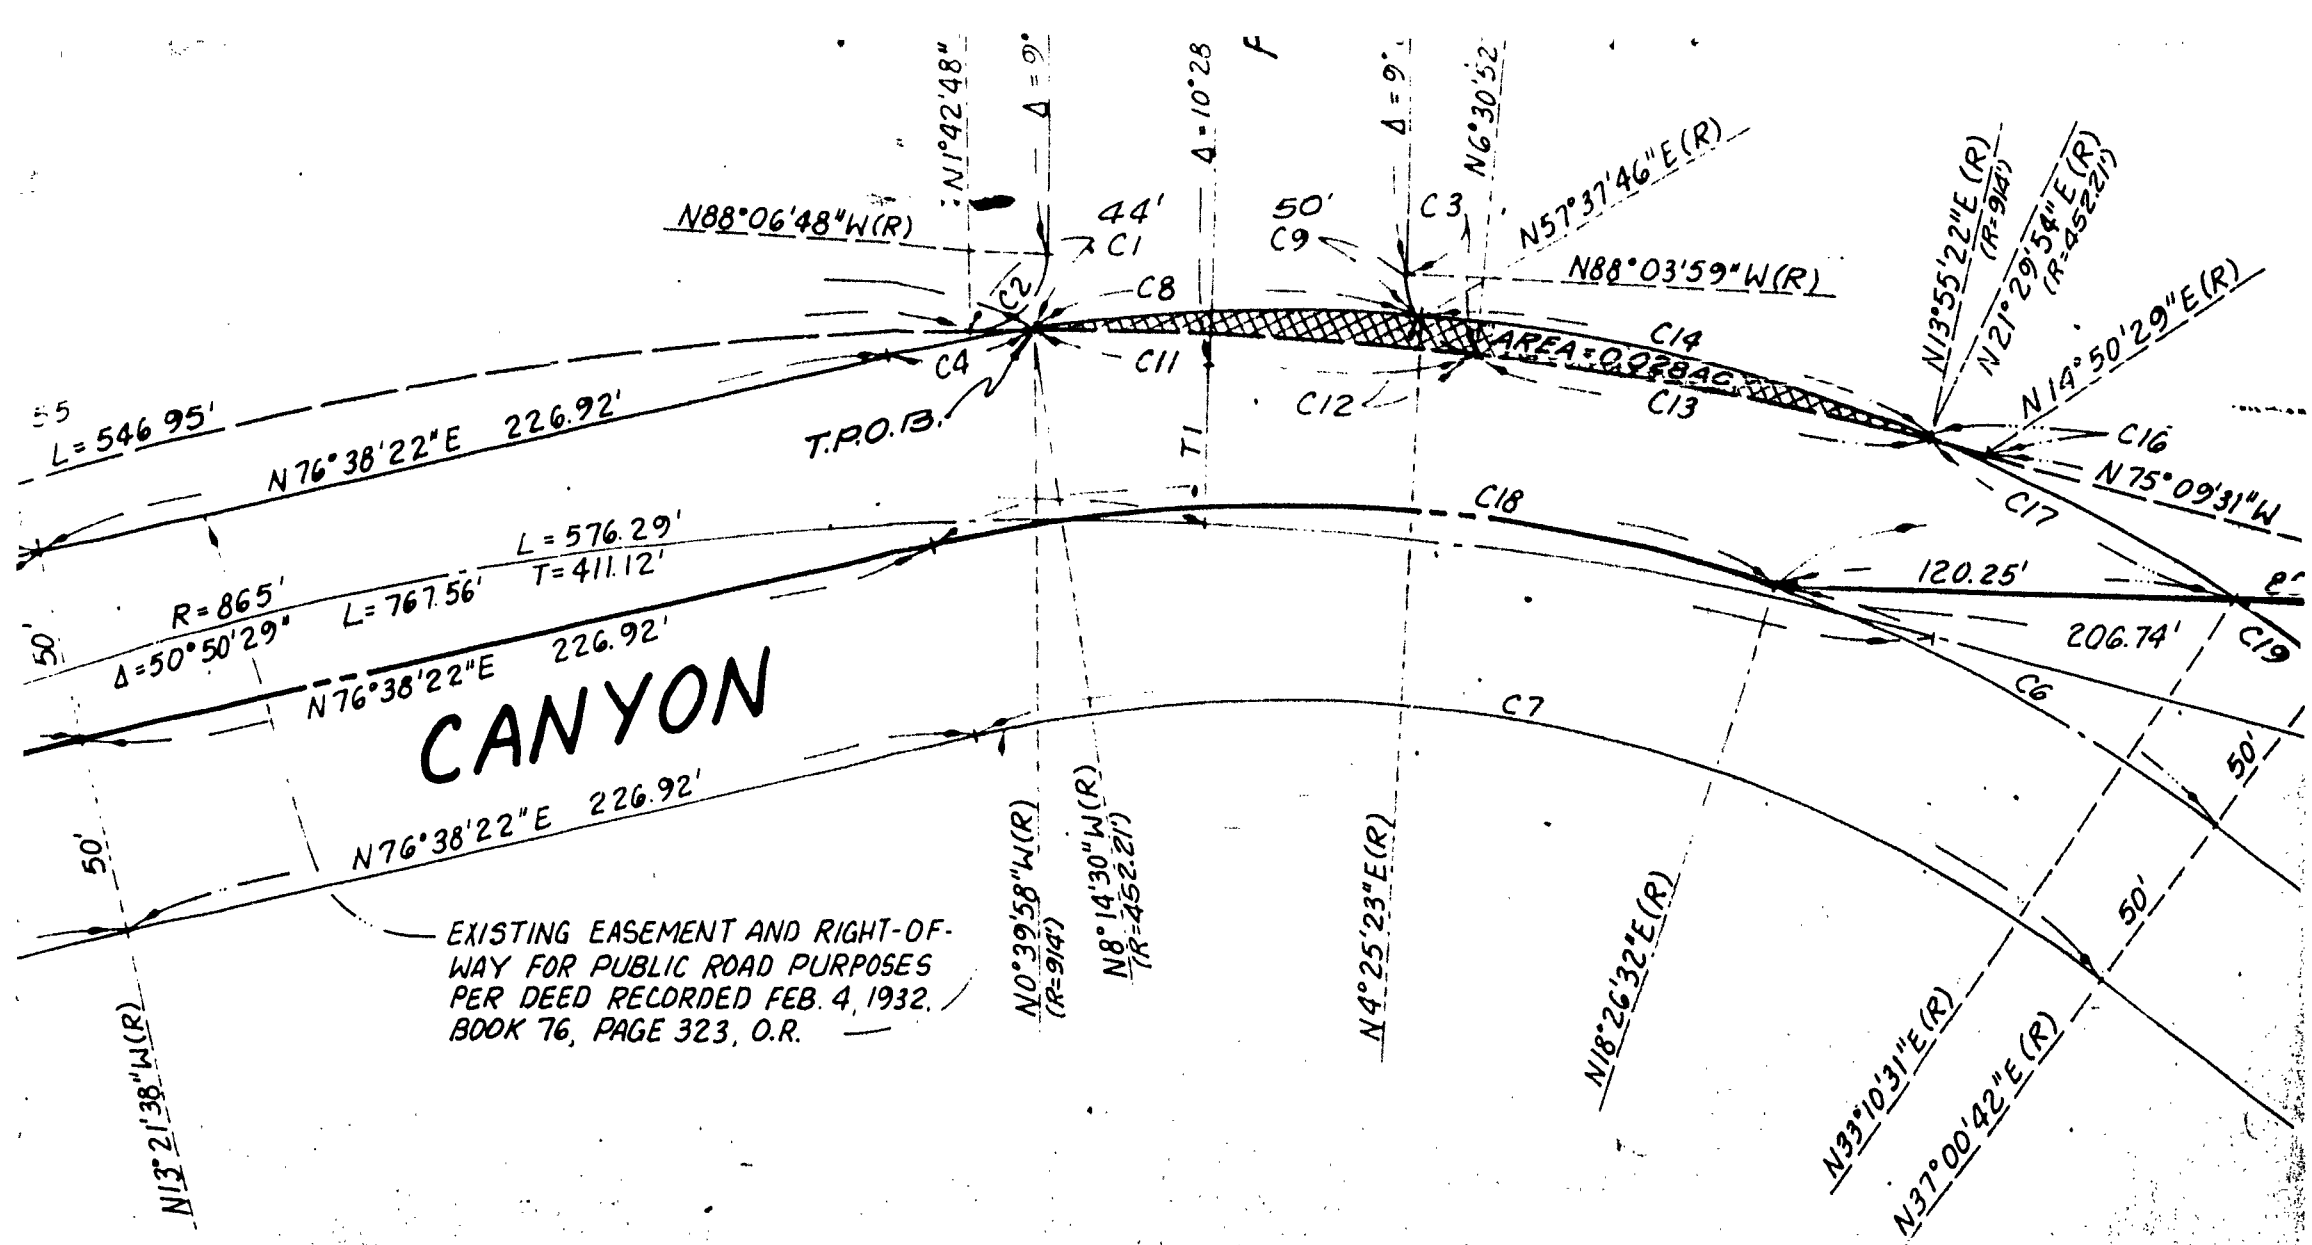 N1°42'48"
Δ = 9°
Δ = 10°28
Δ = 9°
N6°30'52
N88°06'48"W(R)
44'
C1
50'
C9
C3
N57°37'46"E(R)
N88°03'59"W(R)
N13°55'22"E(R)
(R=914')
N21°29'54"E(R)
(R=452.21')
N14°50'29"E(R)
C2
C8
C14
C4
C11
AREA=0.028AC
C12
C13
C16
N75°09'31"W
C17
T.P.O.B.
T1
55
L=546.95'
N76°38'22"E 226.92'
C18
L=576.29'
T=411.12'
R=865'
L=767.56'
Δ=50°50'29"
50'
N76°38'22"E 226.92'
120.25'
206.74'
C19
C6
C7
CANYON
50'
50'
N76°38'22"E 226.92'
50'
N0°39'58"W(R)
(R=914')
N8°14'30"W(R)
(R=452.21')
N4°25'23"E(R)
N18°26'32"E(R)
N33°10'31"E(R)
N37°00'42"E(R)
EXISTING EASEMENT AND RIGHT-OF-
WAY FOR PUBLIC ROAD PURPOSES
PER DEED RECORDED FEB. 4, 1932,
BOOK 76, PAGE 323, O.R.
N13°21'38"W(R)